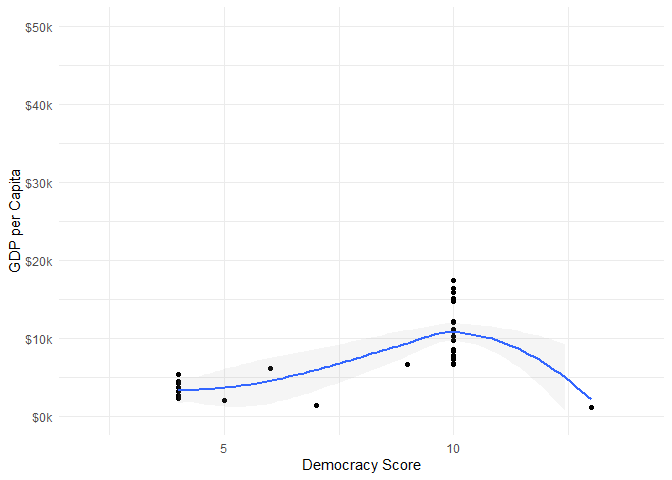 $50k
$40k
$30k
$20k
$10k
$0k
GDP per Capita
5
10
Democracy Score